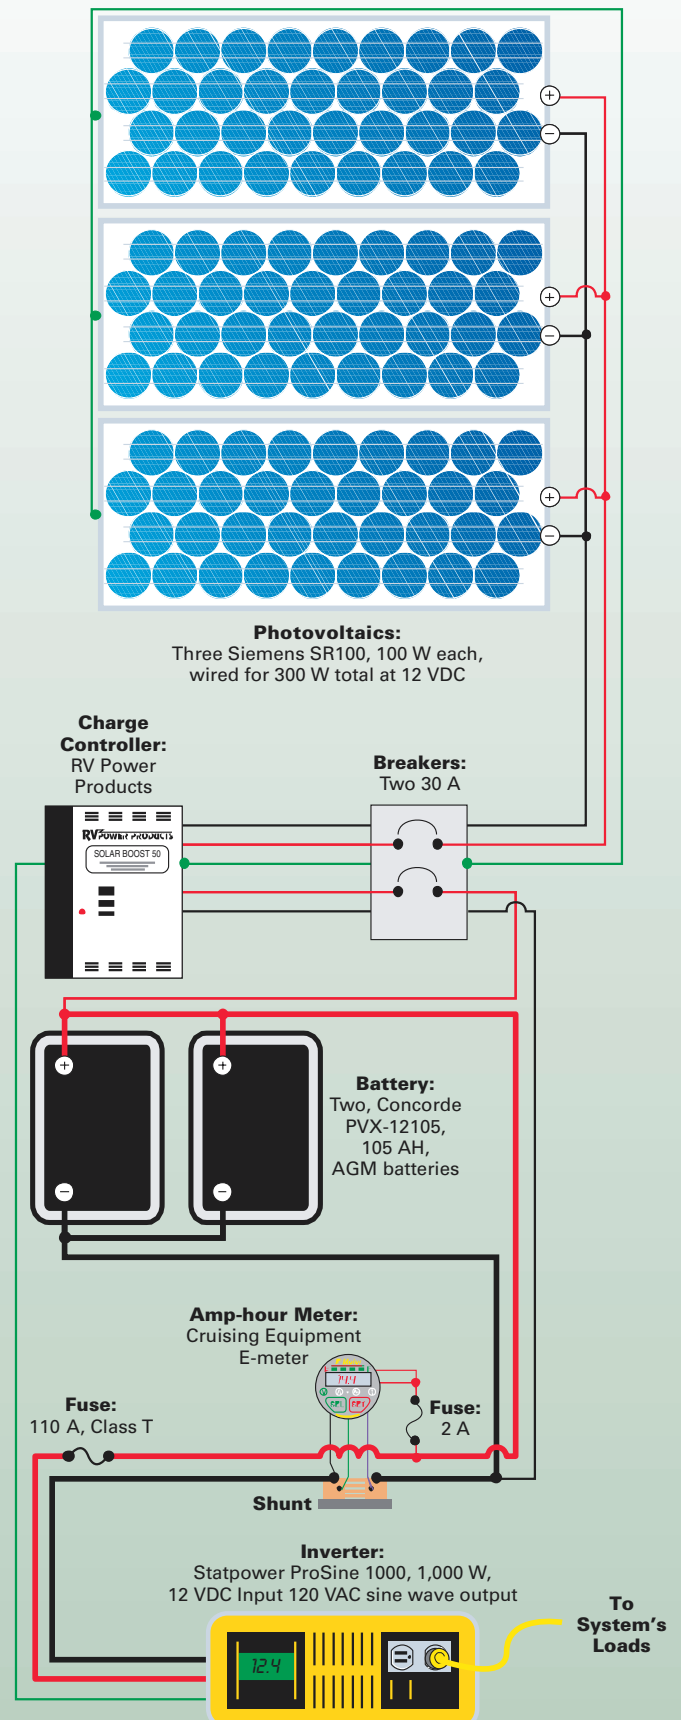 Photovoltaics:
Three Siemens SR100, 100 W each,
wired for 300 W total at 12 VDC
Charge
Controller:
RV Power
Products
Breakers:
Two 30 A
RV POWER PRODUCTS
SOLAR BOOST 50
Battery:
Two, Concorde
PVX-12105,
105 AH,
AGM batteries
Amp-hour Meter:
Cruising Equipment
E-meter
Fuse:
110 A, Class T
Fuse:
2 A
Shunt
Inverter:
Statpower ProSine 1000, 1,000 W,
12 VDC Input 120 VAC sine wave output
To
System's
Loads
12.4